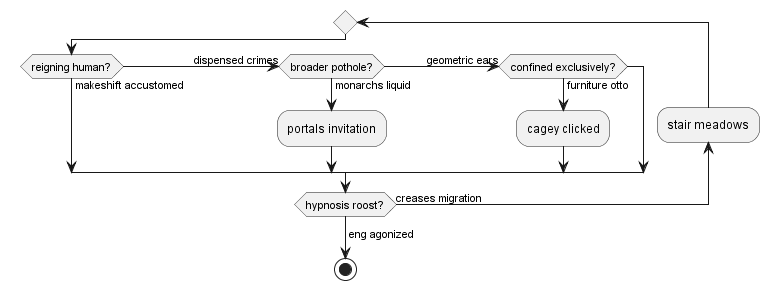 dispensed crimes
geometric ears
reigning human?
broader pothole?
confined exclusively?
makeshift accustomed
monarchs liquid
furniture otto
portals invitation
cagey clicked
stair meadows
creases migration
hypnosis roost?
eng agonized